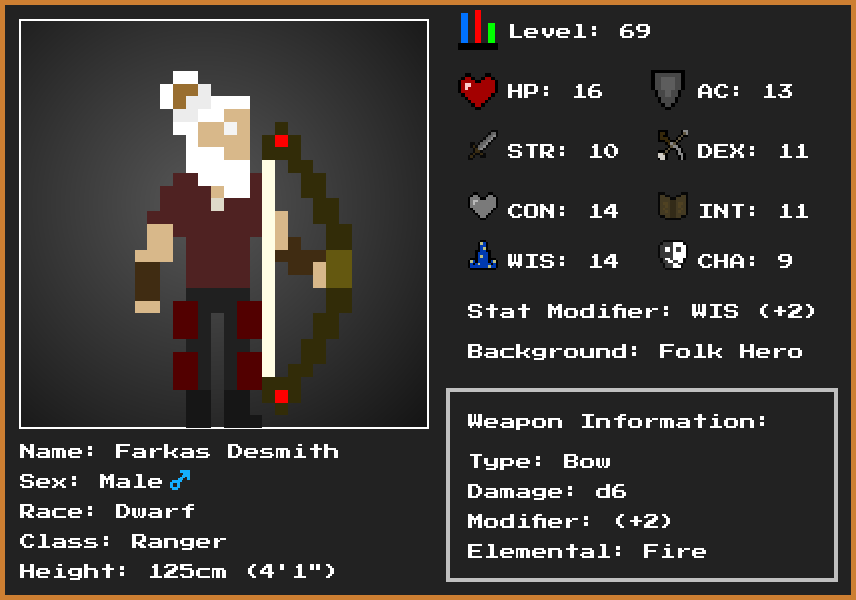 Level: 69
HP: 16 AC: 13
STR: 10 DEX: 11
CON: 14 INT: 11
WIS: 14 CHA: 9
Stat Modifier: WIS (+2)
Background: Folk Hero
Name: Farkas Desmith
Sex: Male♂
Race: Dwarf
Class: Ranger
Height: 125cm (4'1")
Weapon Information:
Type: Bow
Damage: d6
Modifier: (+2)
Elemental: Fire